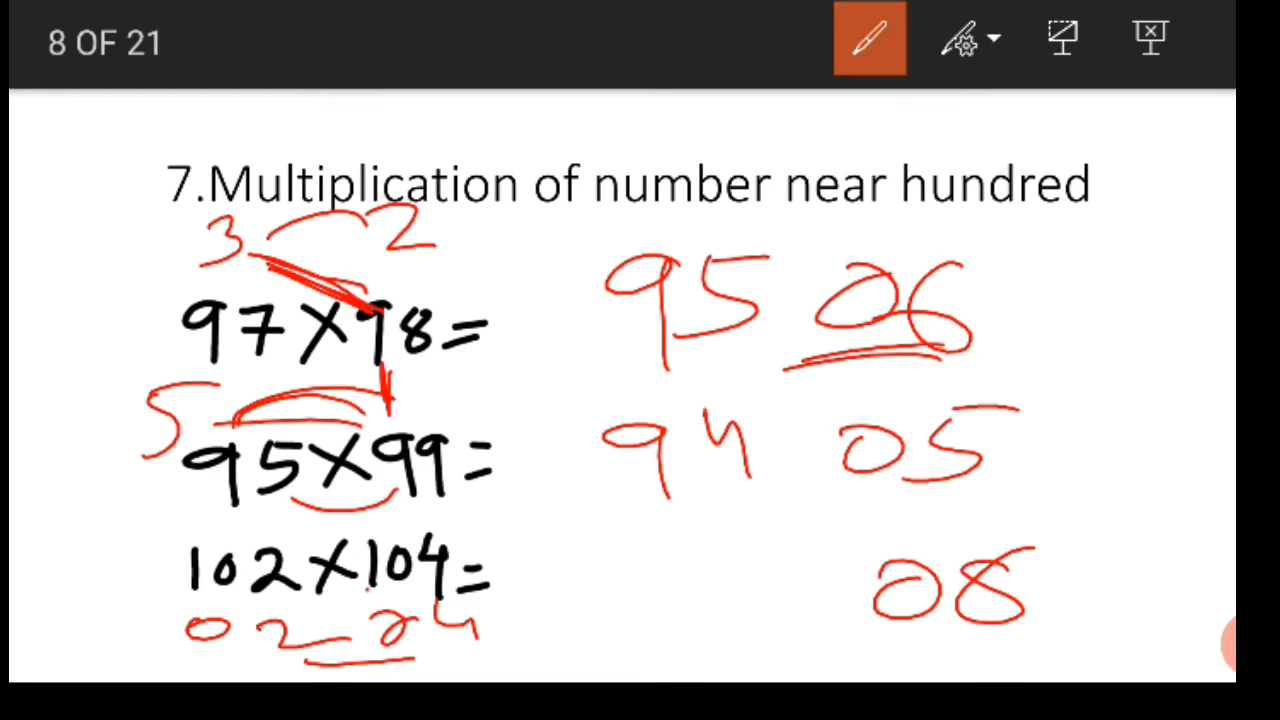 8 OF 21
7.Multiplication of number near hundred
3 2
97×98= 95 06
5
95×99= 94 05
102×104= 08
02 04